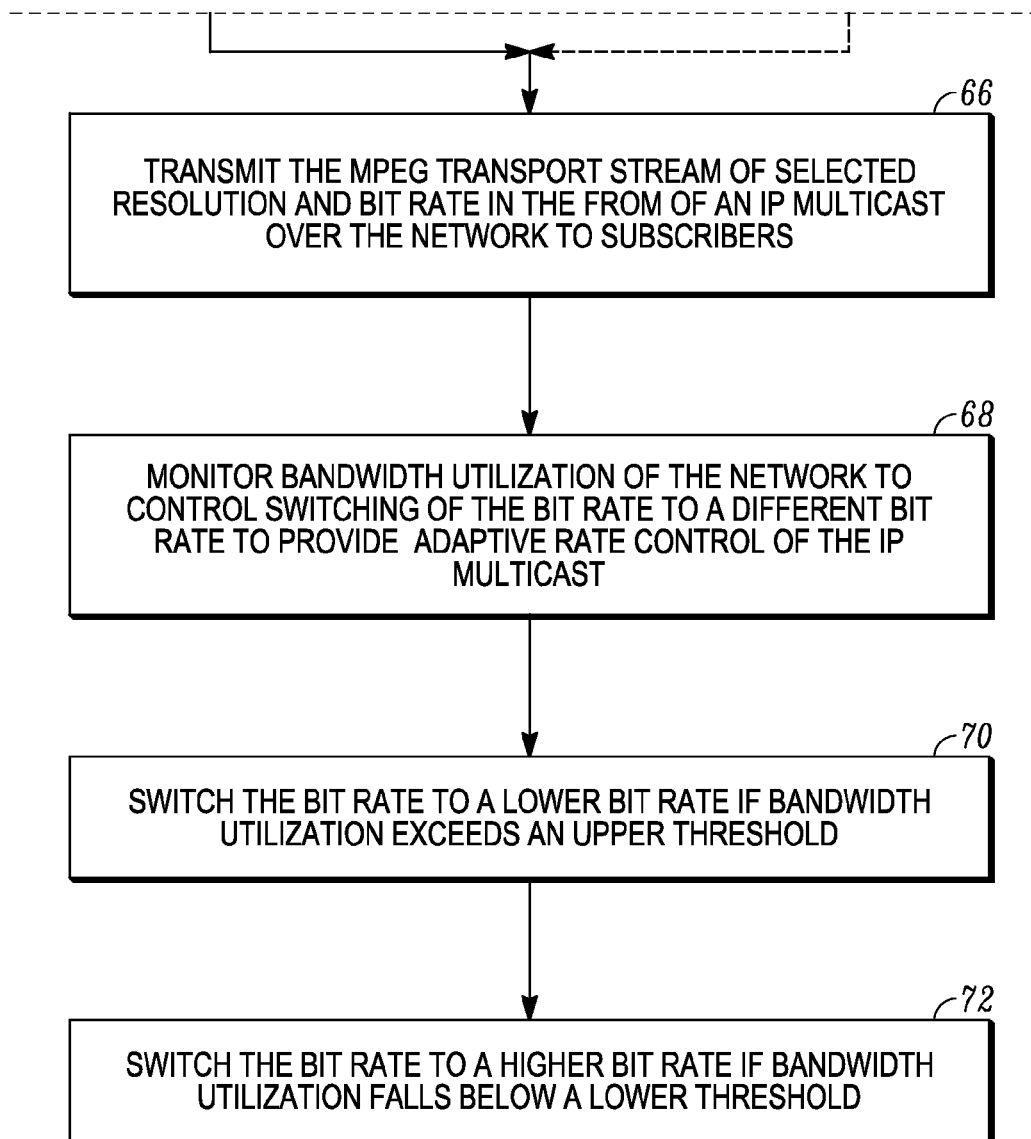 66
TRANSMIT THE MPEG TRANSPORT STREAM OF SELECTED
RESOLUTION AND BIT RATE IN THE FROM OF AN IP MULTICAST
OVER THE NETWORK TO SUBSCRIBERS
68
MONITOR BANDWIDTH UTILIZATION OF THE NETWORK TO
CONTROL SWITCHING OF THE BIT RATE TO A DIFFERENT BIT
RATE TO PROVIDE ADAPTIVE RATE CONTROL OF THE IP
MULTICAST
70
SWITCH THE BIT RATE TO A LOWER BIT RATE IF BANDWIDTH
UTILIZATION EXCEEDS AN UPPER THRESHOLD
72
SWITCH THE BIT RATE TO A HIGHER BIT RATE IF BANDWIDTH
UTILIZATION FALLS BELOW A LOWER THRESHOLD